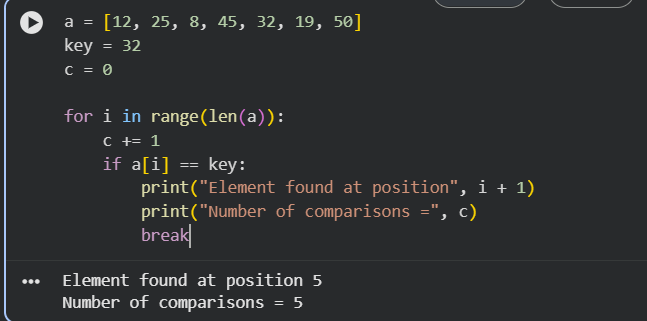 a = [12, 25, 8, 45, 32, 19, 50]
key = 32
c = 0

for i in range(len(a)):
    c += 1
    if a[i] == key:
        print("Element found at position", i + 1)
        print("Number of comparisons =", c)
        break
Element found at position 5
Number of comparisons = 5